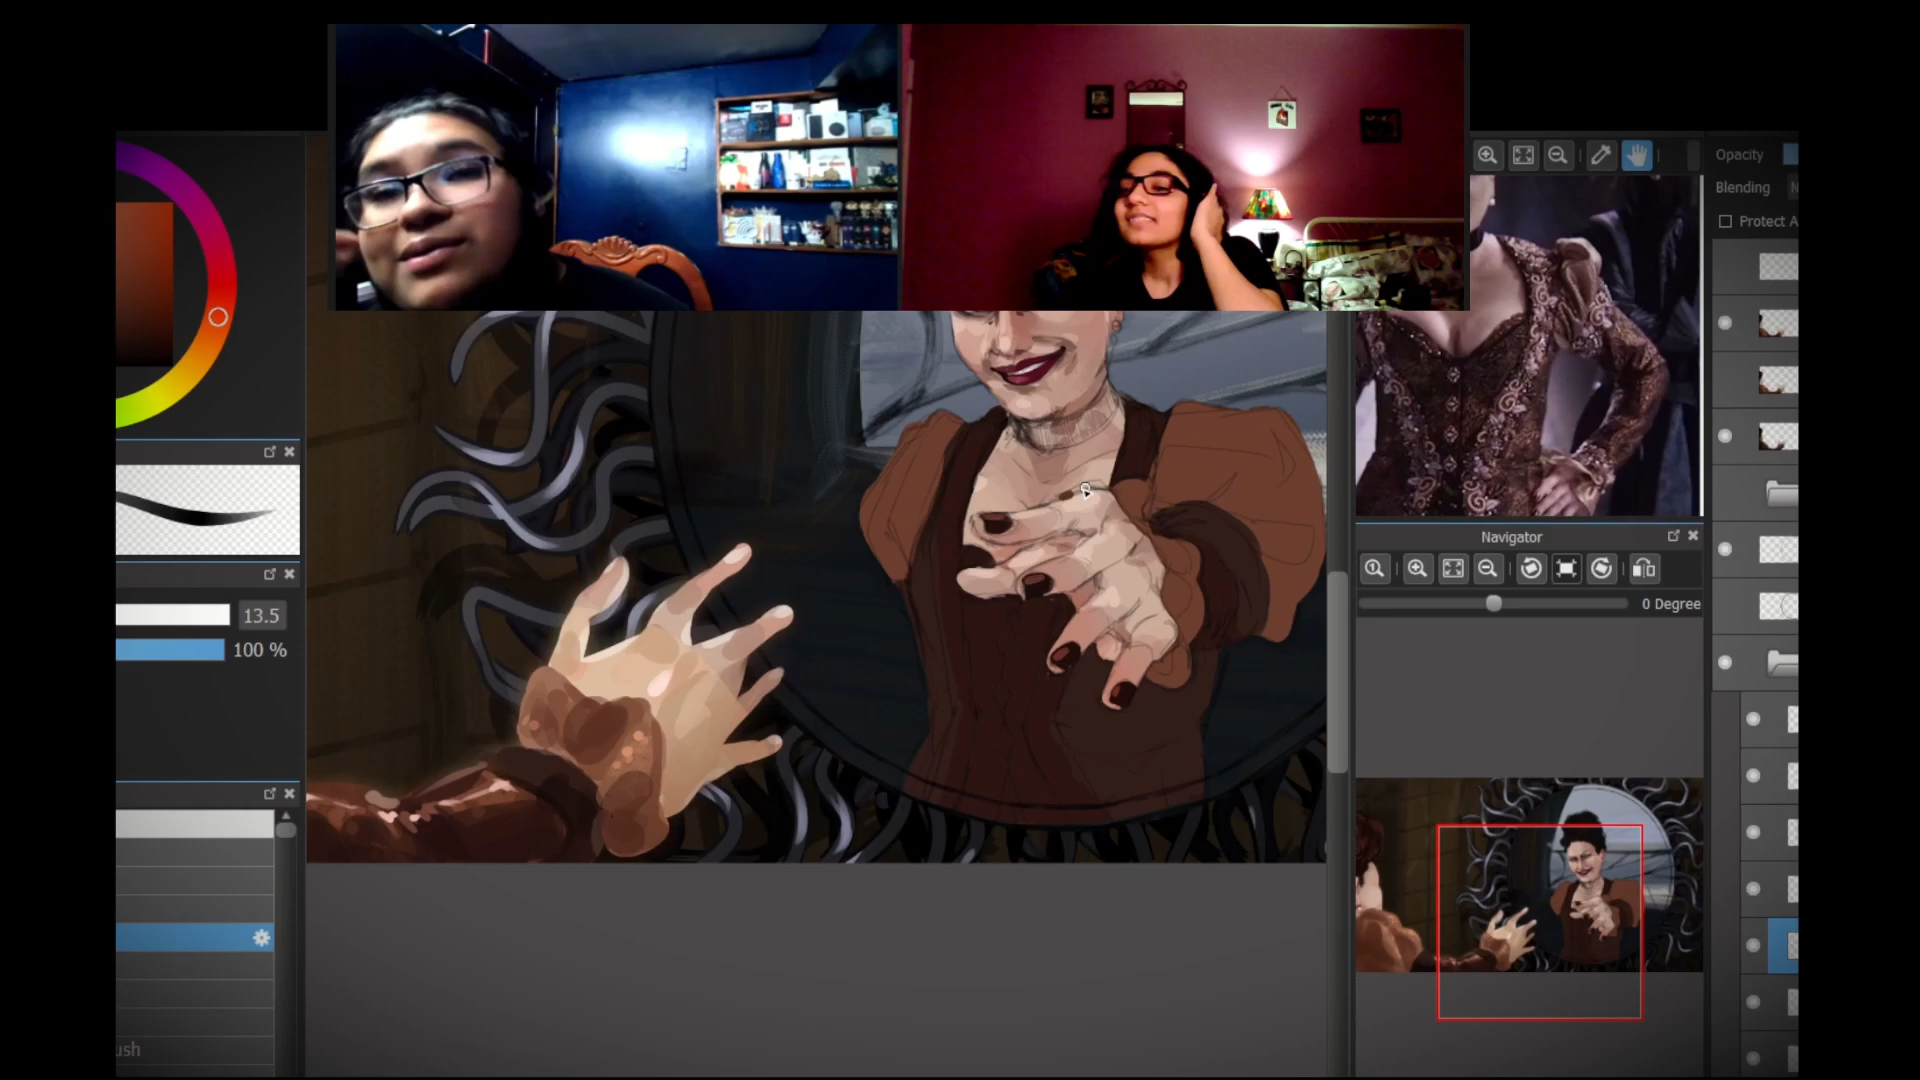 Opacity
Blending
Protect A
Navigator
0 Degree
13.5
100 %
ush